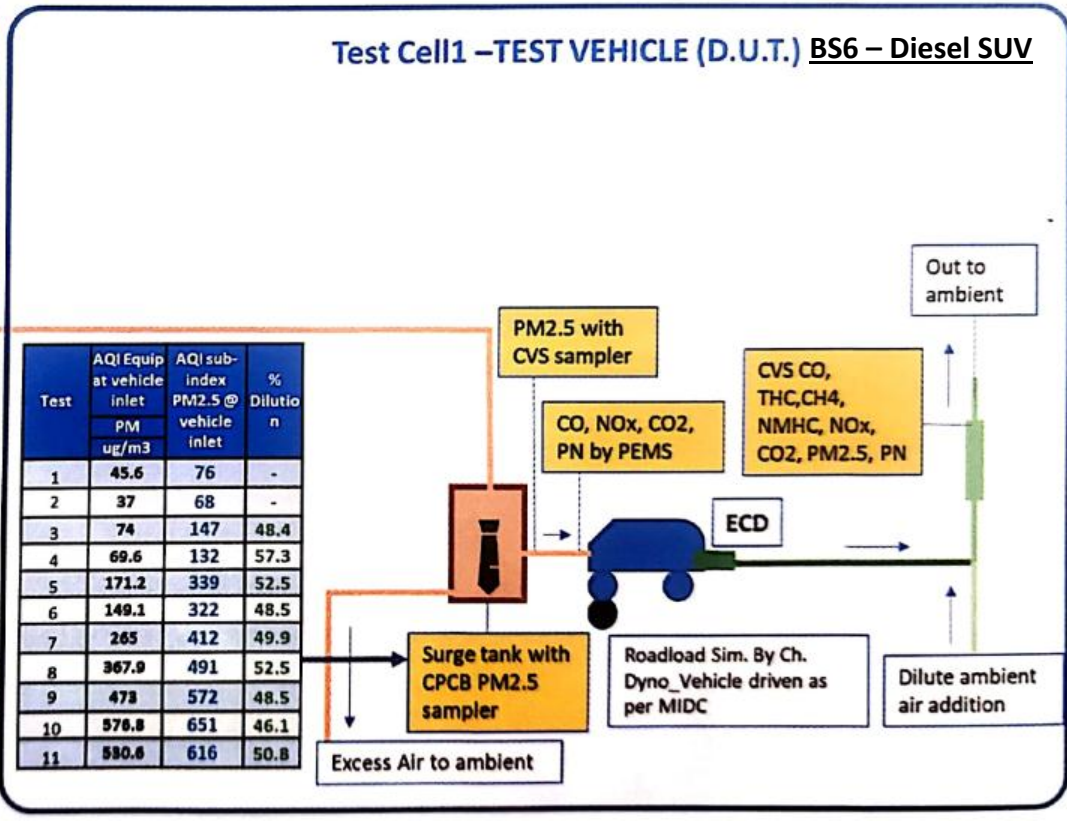 Test Cell1 –TEST VEHICLE (D.U.T.) BS6 – Diesel SUV
Out to
ambient
PM2.5 with
CVS sampler
CVS CO,
THC,CH4,
NMHC, NOx,
CO2, PM2.5, PN
CO, NOx, CO2,
PN by PEMS
ECD
Test
AQI Equip
at vehicle
inlet
PM
ug/m3
AQI sub-
index
PM2.5 @
vehicle
inlet
%
Dilutio
n
1 45.6 76 -
2 37 68 -
3 74 147 48.4
4 69.6 132 57.3
5 171.2 339 52.5
6 149.1 322 48.5
7 265 412 49.9
8 367.9 491 52.5
9 473 572 48.5
10 576.8 651 46.1
11 530.6 616 50.8
Surge tank with
CPCB PM2.5
sampler
Roadload Sim. By Ch.
Dyno_Vehicle driven as
per MIDC
Dilute ambient
air addition
Excess Air to ambient